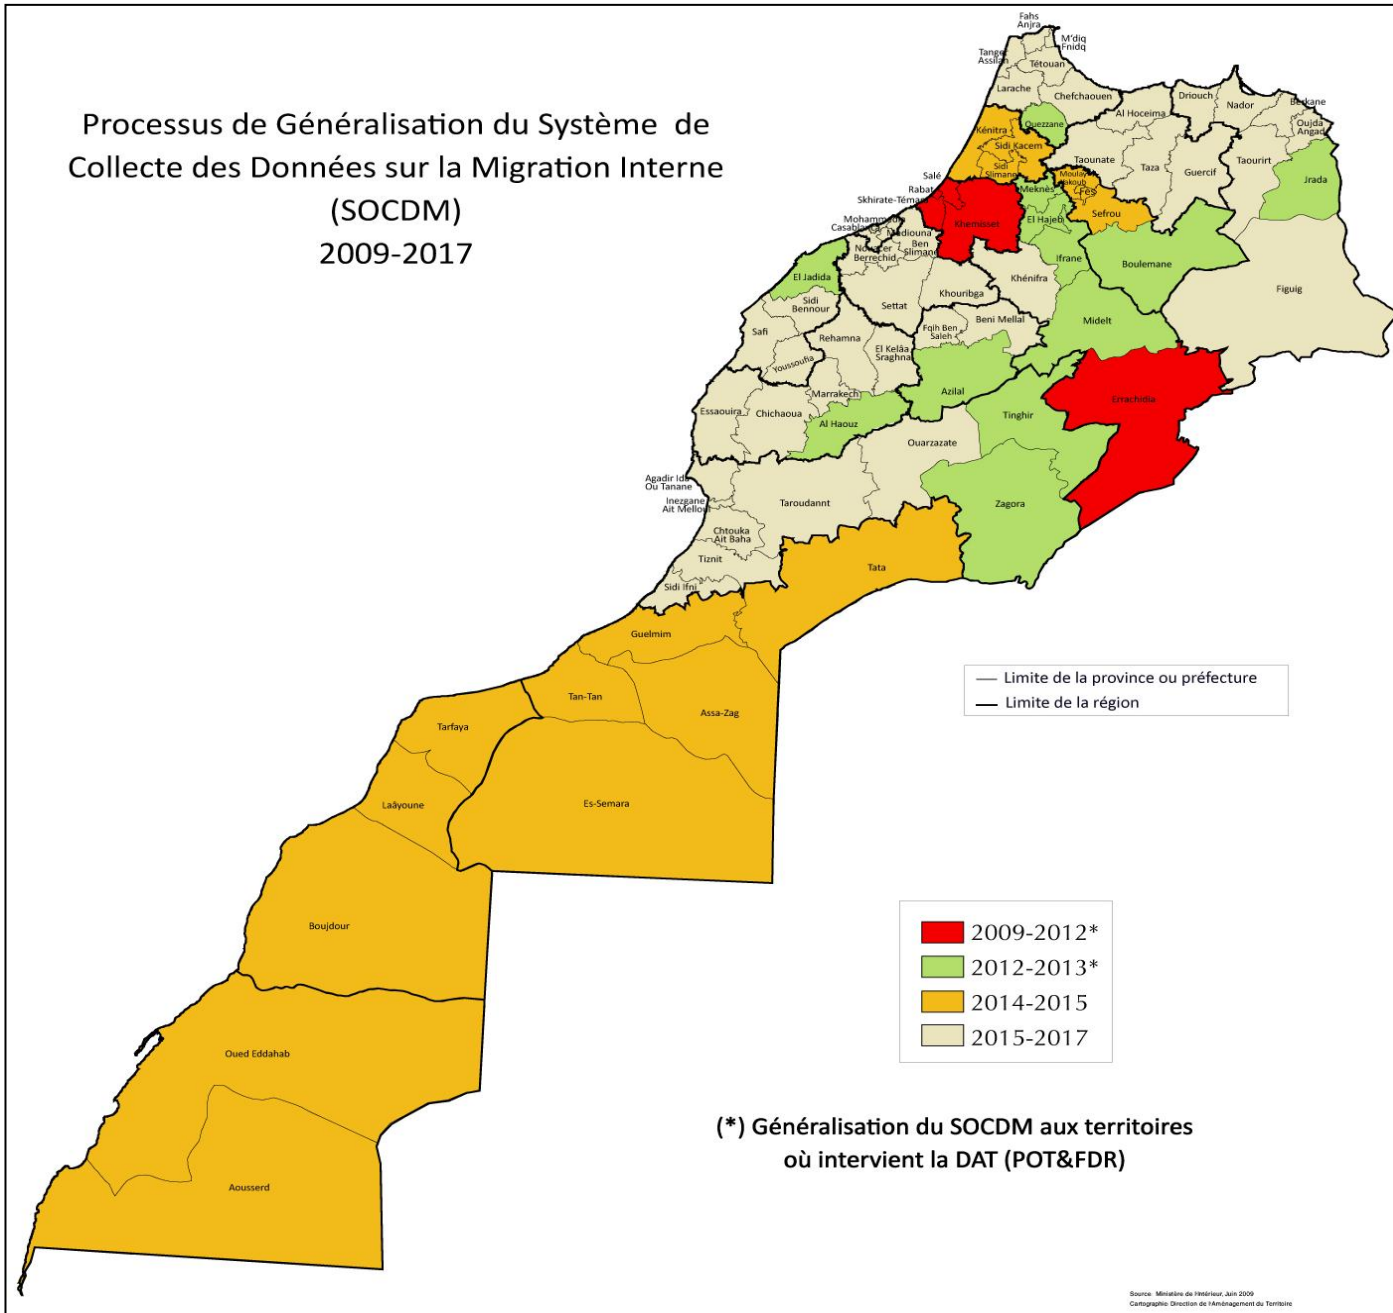 Processus de Généralisation du Système de
Collecte des Données sur la Migration Interne
(SOCDM)
2009-2017
Fahs
Anjra
M'diq
Fnidq
Tanger
Assilah
Tétouan
Larache
Chefchaouen
Al Hoceima
Driouch
Nador
Berkane
Oujda
Angad
Ouezzane
Kénitra
Sidi Kacem
Sidi
Slimane
Taounate
Taza
Guercif
Taourirt
Jrada
Salé
Rabat
Skhirate-Témara
Khemisset
Meknès
El Hajeb
Moulay
Yakoub
Fès
Sefrou
Mohammedia
Casablanca
Mediouna
Ben
Slimane
Nouacer
Berrechid
Ifrane
Boulemane
Figuig
El Jadida
Sidi
Bennour
Settat
Khouribga
Khénifra
Midelt
Safi
Youssoufia
Rehamna
El Kelâa
Sraghna
Fqih Ben
Saleh
Beni Mellal
Azilal
Errachidia
Essaouira
Chichaoua
Marrakech
Al Haouz
Tinghir
Ouarzazate
Zagora
Agadir Ida
Ou Tanane
Inezgane
Ait Melloul
Taroudannt
Chtouka
Ait Baha
Tiznit
Sidi Ifni
Tata
Guelmim
Tan-Tan
Assa-Zag
Tarfaya
Laâyoune
Es-Semara
Boujdour
Oued Eddahab
Aousserd
Limite de la province ou préfecture
Limite de la région
2009-2012*
2012-2013*
2014-2015
2015-2017
(*) Généralisation du SOCDM aux territoires
où intervient la DAT (POT&FDR)
Source Ministère de l'Intérieur, Juin 2009
Cartographie Direction de l'Aménagement du Territoire